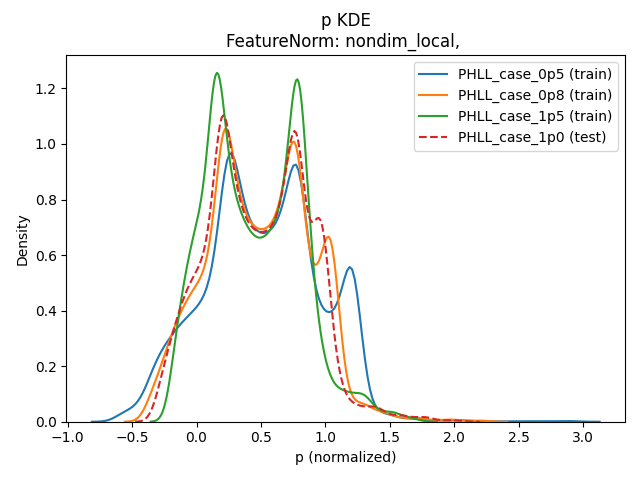 p KDE
FeatureNorm: nondim_local,
PHLL_case_0p5 (train)
PHLL_case_0p8 (train)
PHLL_case_1p5 (train)
PHLL_case_1p0 (test)
Density
1.2
1.0
0.8
0.6
0.4
0.2
0.0
−1.0 −0.5 0.0 0.5 1.0 1.5 2.0 2.5 3.0
p (normalized)